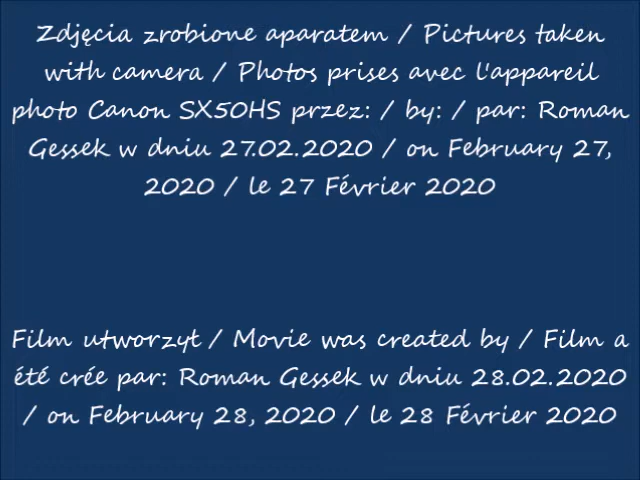 Zdjęcia zrobione aparatem / Pictures taken
with camera / Photos prises avec l'appareil
photo Canon SX50HS przez: / by: / par: Roman
Gessek w dniu 27.02.2020 / on February 27,
2020 / le 27 Février 2020
Film utworzył / Movie was created by / Film a
été crée par: Roman Gessek w dniu 28.02.2020
/ on February 28, 2020 / le 28 Février 2020